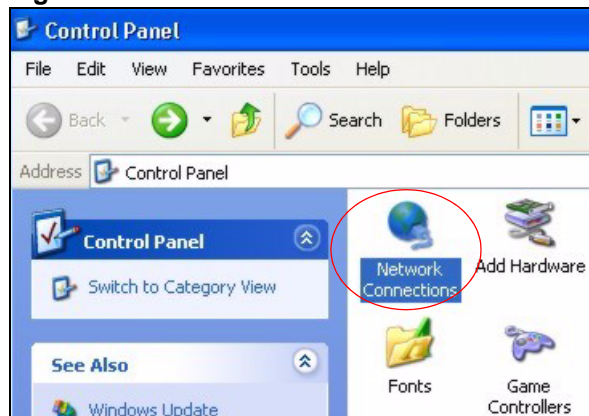 Control Panel
File Edit View Favorites Tools Help
Back Search Folders
Address Control Panel
Control Panel
Switch to Category View
See Also
Windows Update
Network Connections
Add Hardware
Fonts
Game Controllers